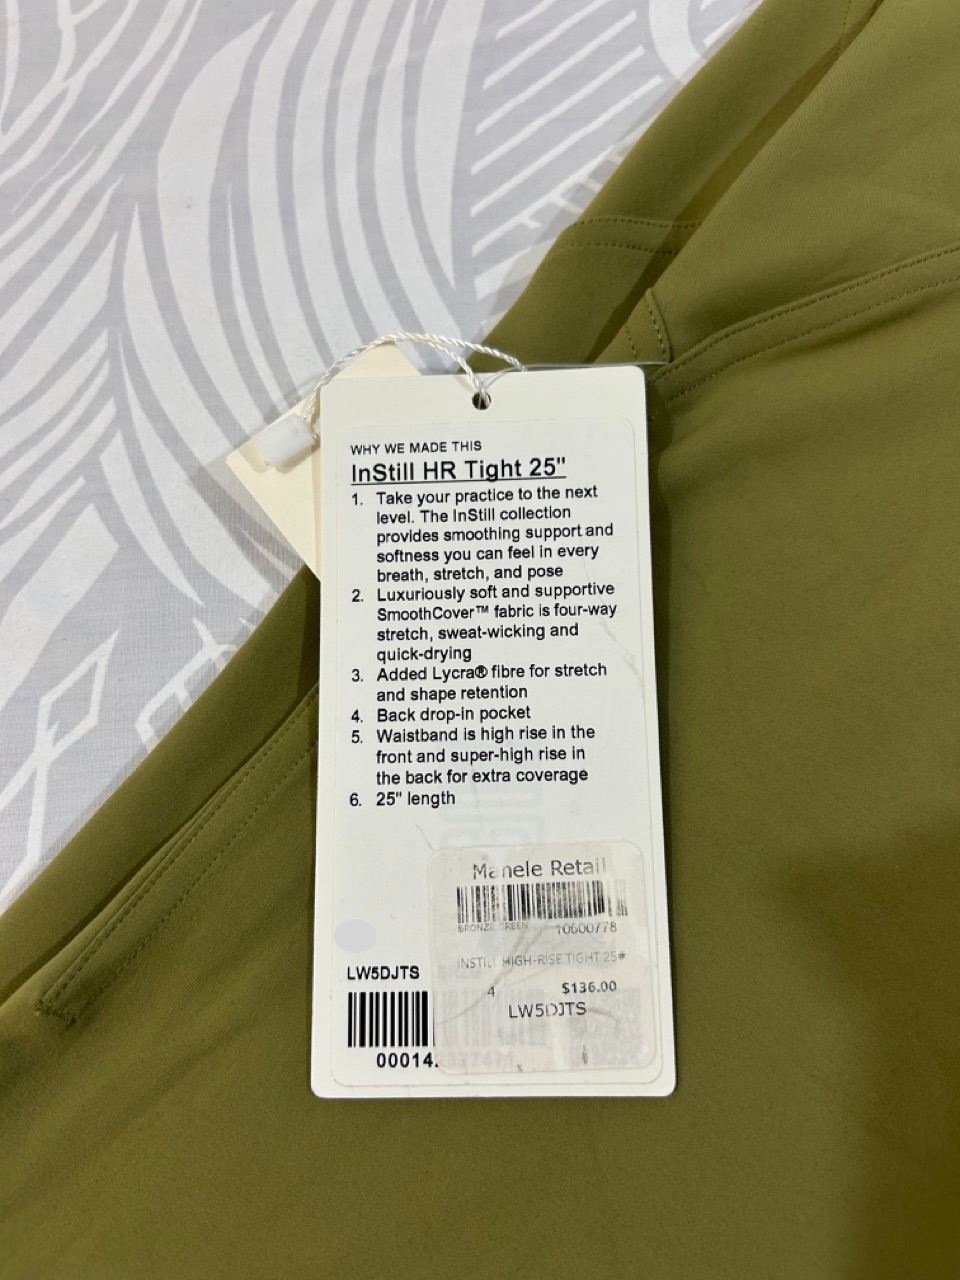 WHY WE MADE THIS
InStill HR Tight 25"
1. Take your practice to the next
level. The InStill collection
provides smoothing support and
softness you can feel in every
breath, stretch, and pose
2. Luxuriously soft and supportive
SmoothCover™ fabric is four-way
stretch, sweat-wicking and
quick-drying
3. Added Lycra® fibre for stretch
and shape retention
4. Back drop-in pocket
5. Waistband is high rise in the
front and super-high rise in
the back for extra coverage
6. 25" length
Manele Retail
BRONZE GREEN 10600778
INSTILL HIGH-RISE TIGHT 25#
4 $136.00
LW5DJTS
LW5DJTS
00014